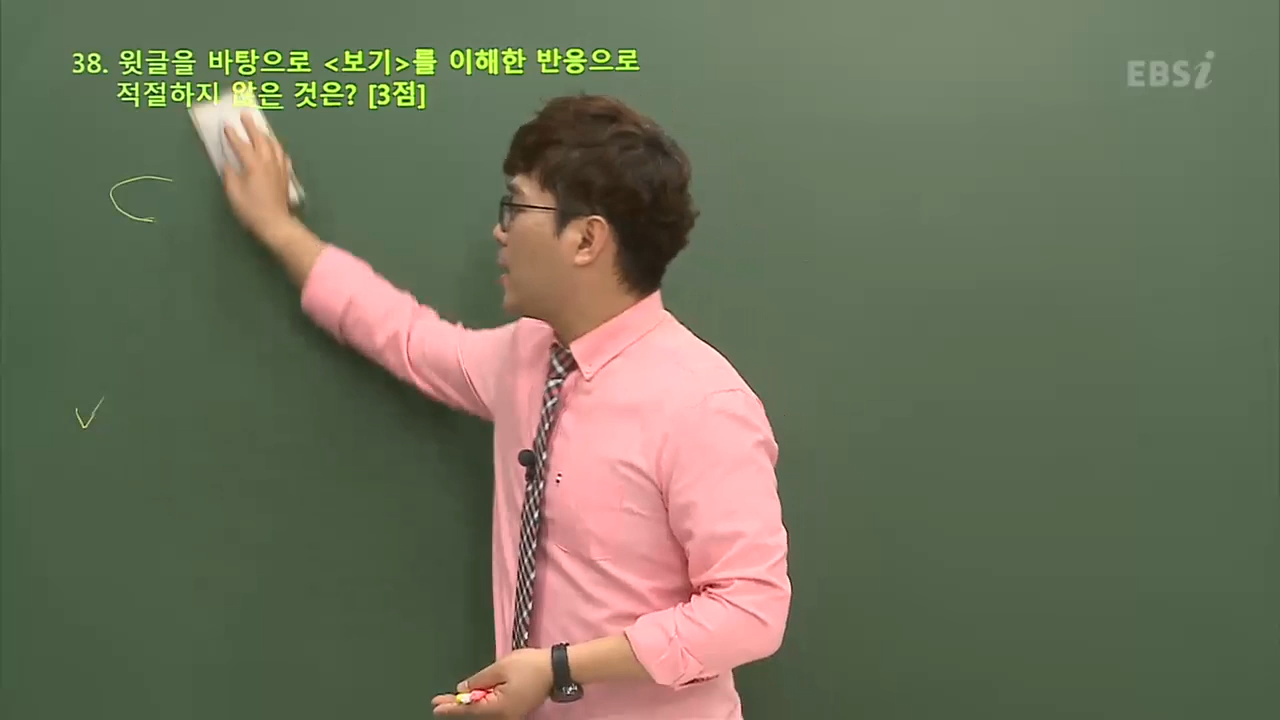 38. 윗글을 바탕으로 <보기>를 이해한 반응으로
적절하지 않은 것은? [3점]
EBSi